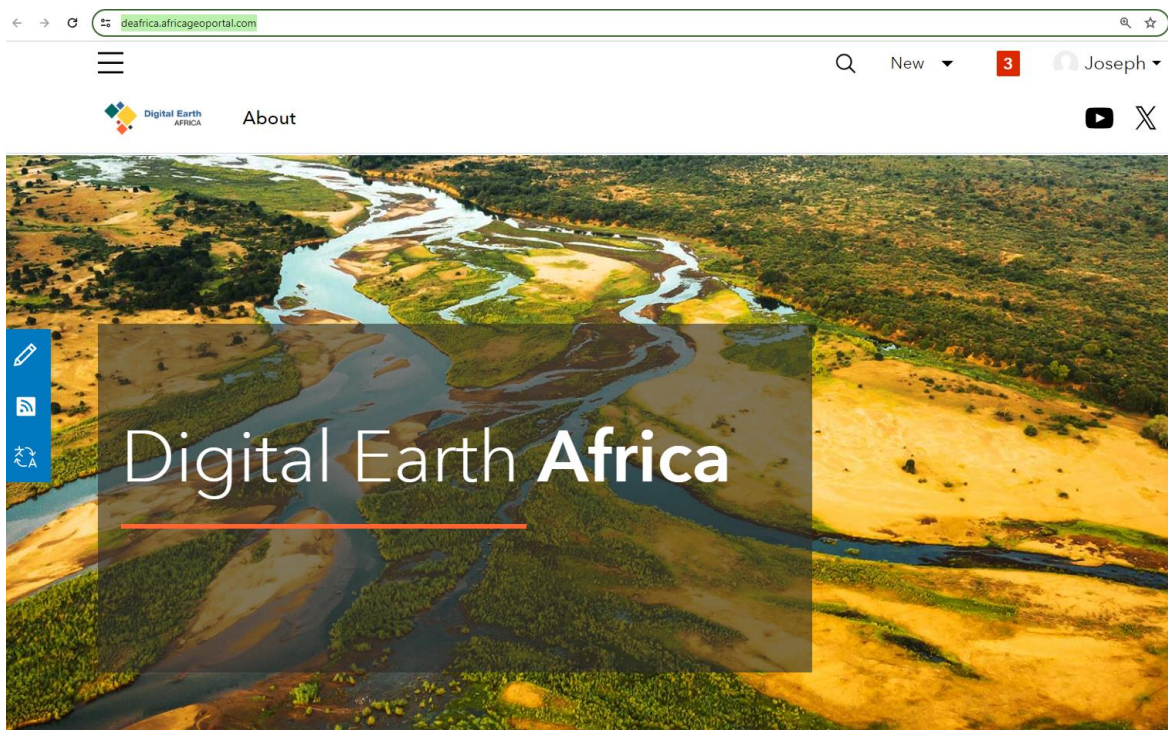 deafrica.africageoportal.com
New 3 Joseph
Digital Earth
AFRICA
About
Digital Earth Africa